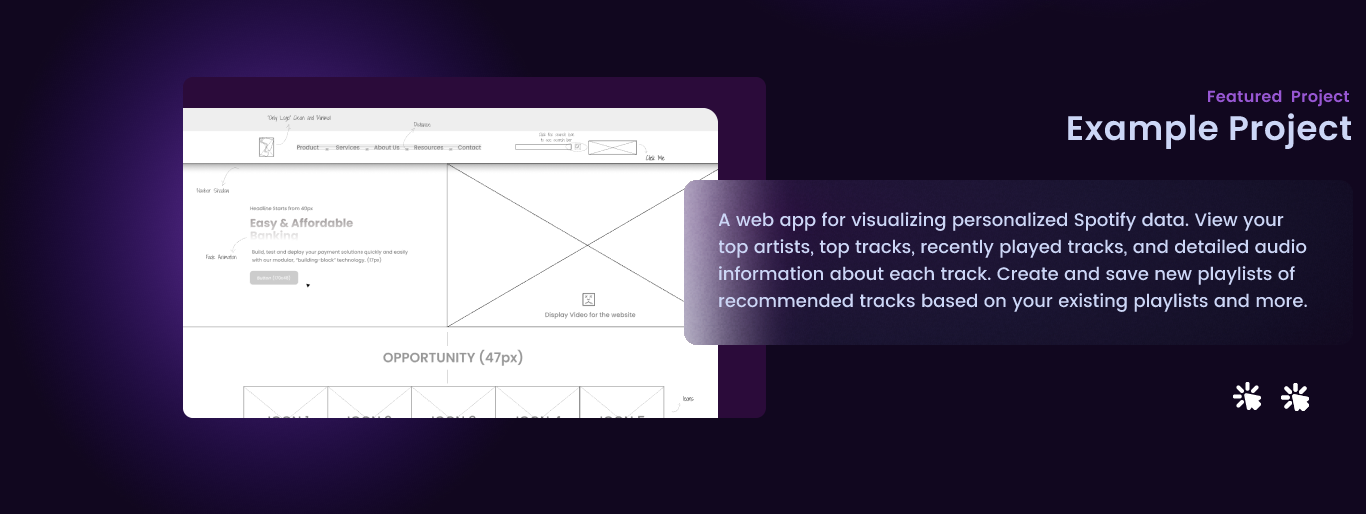 "Only Logo" Clean and Minimal
Dialogue
Click the search icon
to see search bar
Product
Services
About Us
Resources
Contact
Click Me
Navbar Shadow
Headline Starts from 40px
Easy & Affordable
Banking
Fade Animation
Build, test and deploy your payment solutions quickly and easily
with our modular, "building-block" technology. (17px)
Display Video for the website
OPPORTUNITY (47px)
Icons
Featured Project
Example Project
A web app for visualizing personalized Spotify data. View your
top artists, top tracks, recently played tracks, and detailed audio
information about each track. Create and save new playlists of
recommended tracks based on your existing playlists and more.